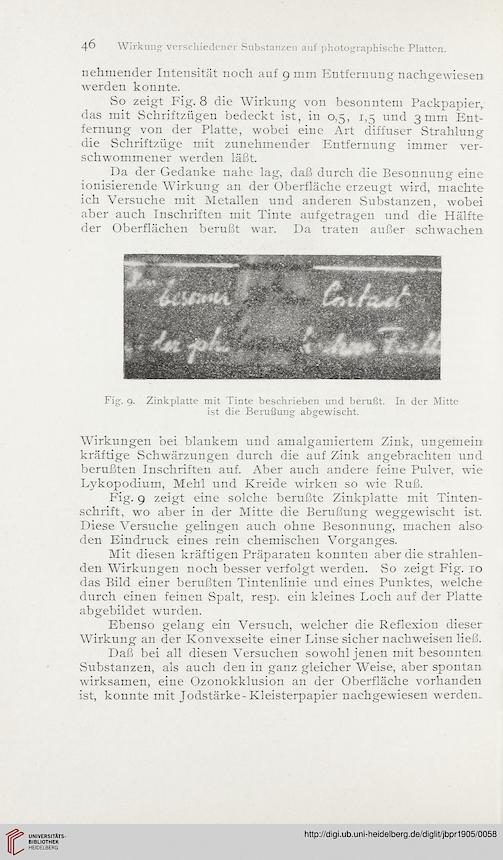 46 Wirkung verschiedener Substanzen auf photographische Platten.
nehmender Intensität noch auf 9 mm Entfernung nachgewiesen
werden konnte.
So zeigt Fig. 8 die Wirkung von besonntem Packpapier,
das mit Schriftzügen bedeckt ist, in 0,5, 1,5 und 3 mm Ent-
fernung von der Platte, wobei eine Art diffuser Strahlung
die Schriftzüge mit zunehmender Entfernung immer ver-
schwommener werden läßt.
Da der Gedanke nahe lag, daß durch die Besonnung eine
ionisierende Wirkung an der Oberfläche erzeugt wird, machte
ich Versuche mit Metallen und anderen Substanzen, wobei
aber auch Inschriften mit Tinte aufgetragen und die Hälfte
der Oberflächen berußt war. Da traten außer schwachen
besonnt Contact
der
Fig. 9. Zinkplatte mit Tinte beschrieben und berußt. In der Mitte
ist die Berußung abgewischt.
Wirkungen bei blankem und amalgamiertem Zink, ungemein
kräftige Schwärzungen durch die auf Zink angebrachten und
berußten Inschriften auf. Aber auch andere feine Pulver, wie
Lykopodium, Mehl und Kreide wirken so wie Ruß.
Fig. 9 zeigt eine solche berußte Zinkplatte mit Tinten-
schrift, wo aber in der Mitte die Berußung weggewischt ist.
Diese Versuche gelingen auch ohne Besonnung, machen also
den Eindruck eines rein chemischen Vorganges.
Mit diesen kräftigen Präparaten konnten aber die strahlen-
den Wirkungen noch besser verfolgt werden. So zeigt Fig. 10
das Bild einer berußten Tintenlinie und eines Punktes, welche
durch einen feinen Spalt, resp. ein kleines Loch auf der Platte
abgebildet wurden.
Ebenso gelang ein Versuch, welcher die Reflexion dieser
Wirkung an der Konvexseite einer Linse sicher nachweisen ließ.
Daß bei all diesen Versuchen sowohl jenen mit besonnten
Substanzen, als auch den in ganz gleicher Weise, aber spontan
wirksamen, eine Ozonokklusion an der Oberfläche vorhanden
ist, konnte mit Jodstärke-Kleisterpapier nachgewiesen werden.
UNIVERSITÄTS-
BIBLIOTHEK
HEIDELBERG
http://digi.ub.uni-heidelberg.de/diglit/jbpr1905/0058